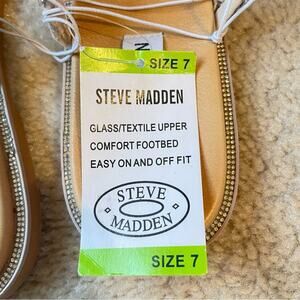 SIZE 7
STEVE MADDEN
GLASS/TEXTILE UPPER
COMFORT FOOTBED
EASY ON AND OFF FIT
STEVE
MADDEN
SIZE 7